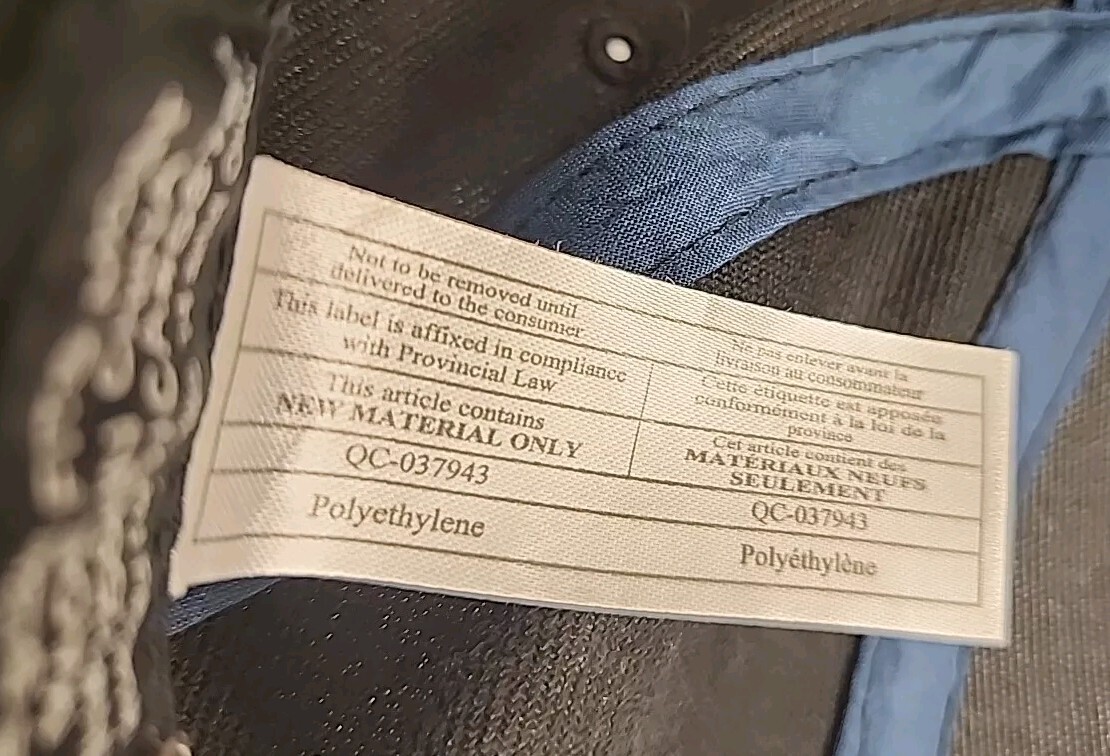 Not to be removed until
delivered to the consumer
This label is affixed in compliance
with Provincial Law
This article contains
NEW MATERIAL ONLY
QC-037943
Polyethylene
Ne pas enlever avant la
livraison au consommateur
Cette étiquette est apposée
conformément à la loi de la
province
Cet article contient des
MATÉRIAUX NEUFS
SEULEMENT
QC-037943
Polyéthylène